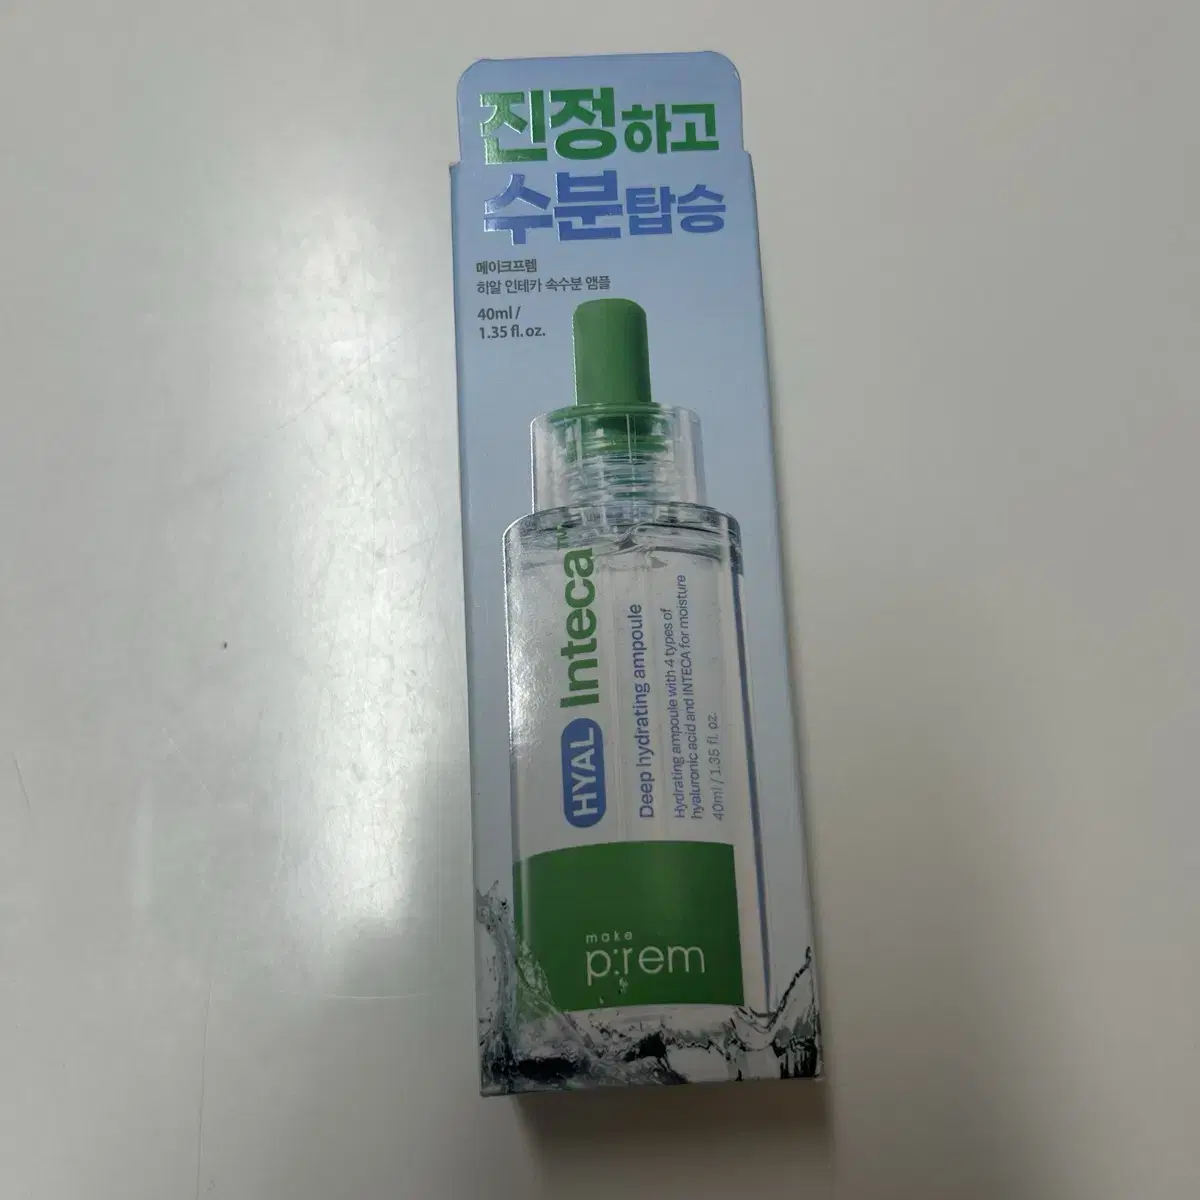 진정하고
수분탑승
메이크프렘
히알 인테카 속수분 앰플
40ml /
1.35 fl. oz.
HYAL Inteca™
Deep hydrating ampoule
Hydrating ampoule with 4 types of
hyaluronic acid and INTECA for moisture
40ml / 1.35 fl. oz.
make
p:rem